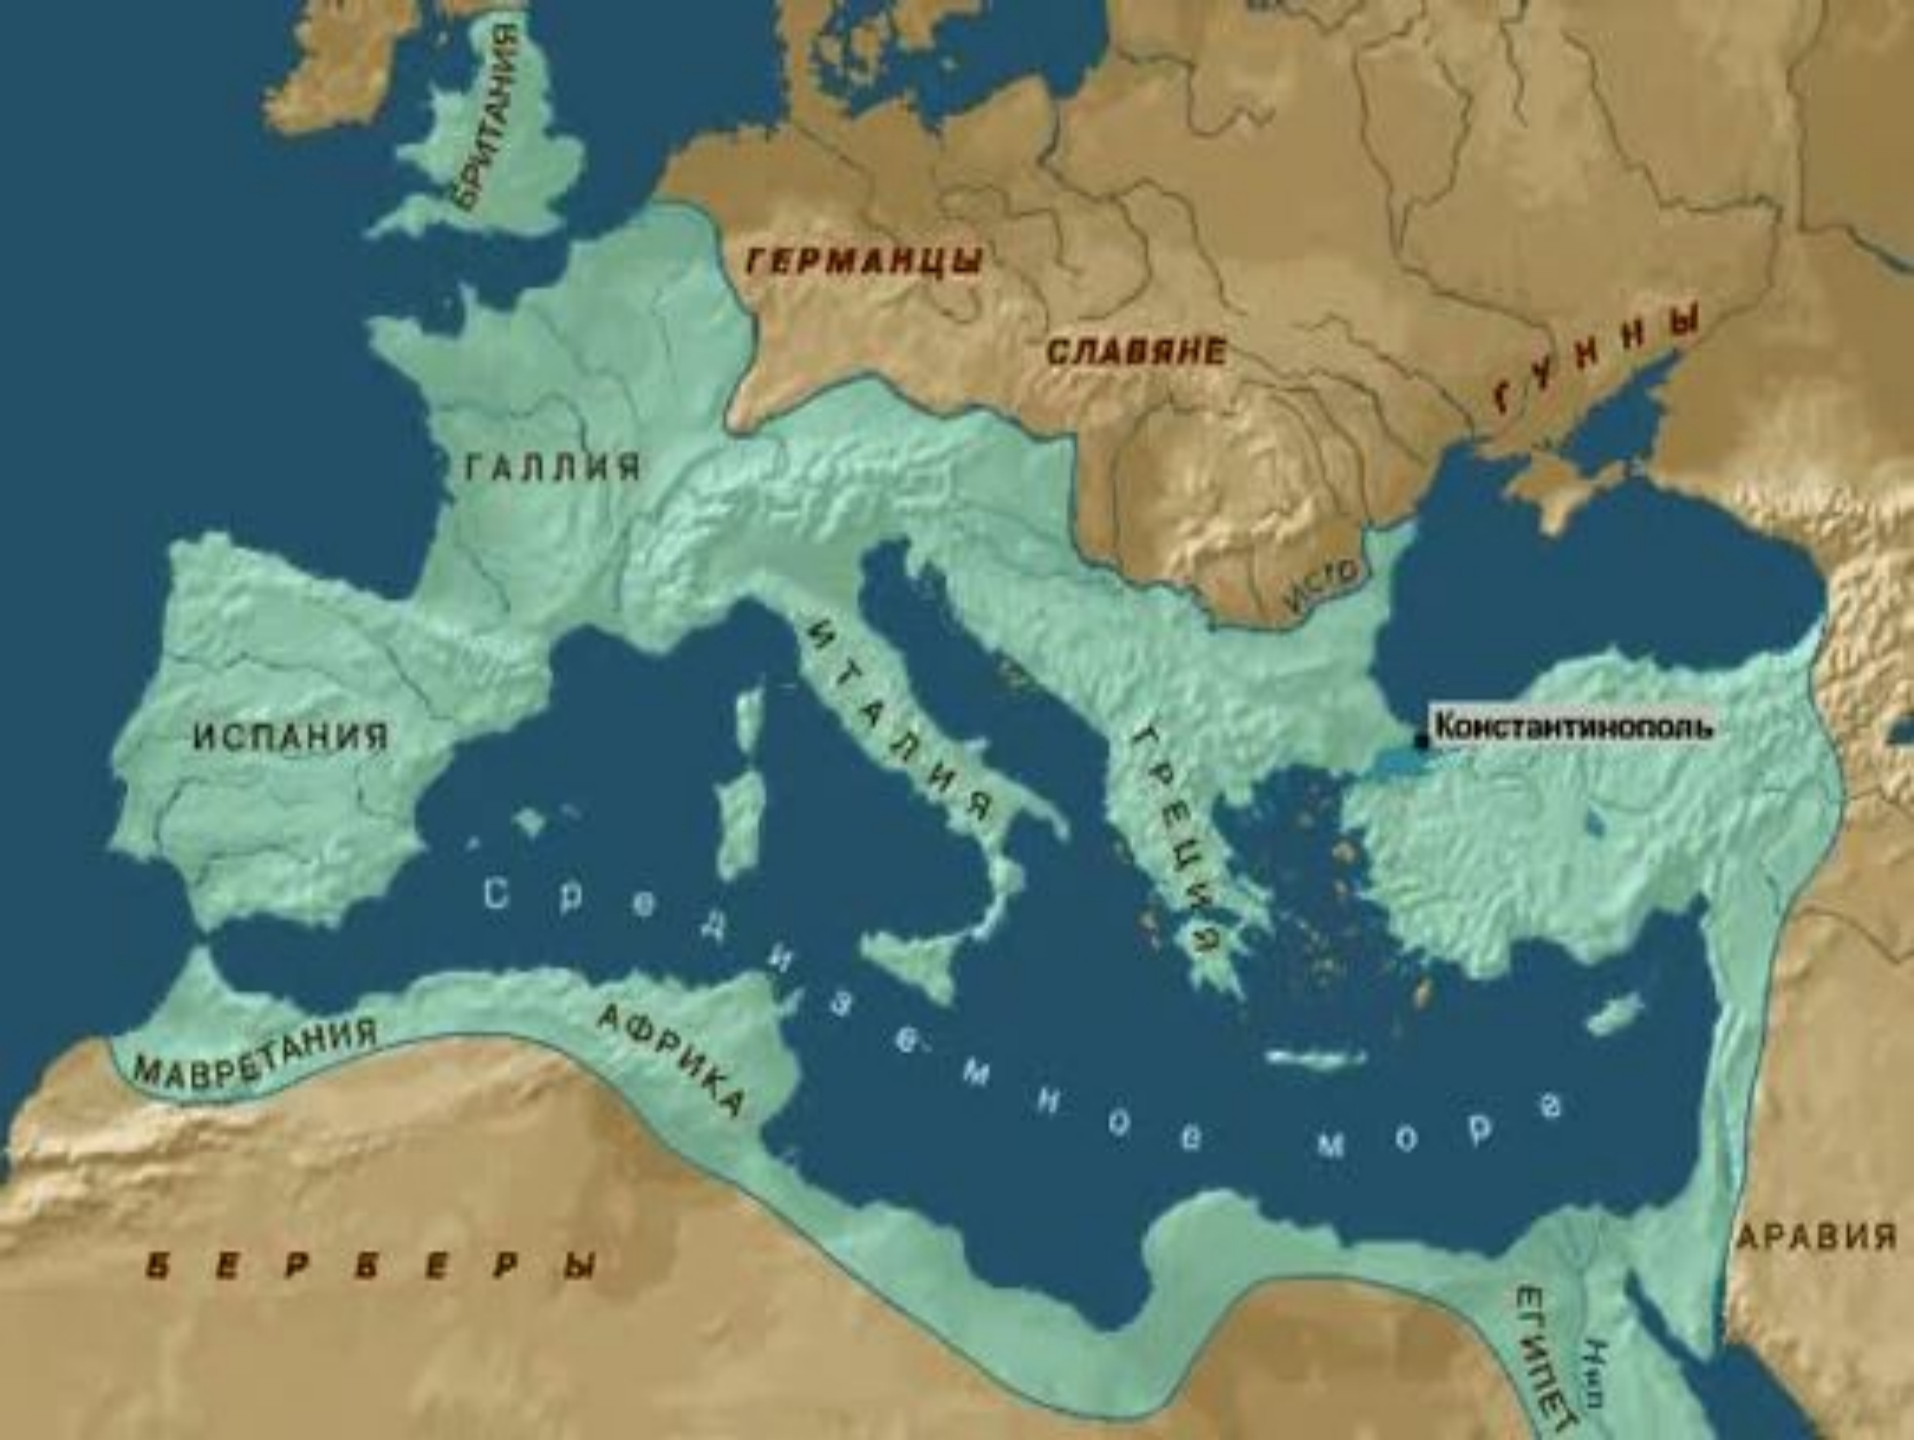 БРИТАНИЯ
ГЕРМАНЦЫ
СЛАВЯНЕ
ГУННЫ
ГАЛЛИЯ
Истр
ИСПАНИЯ
ИТАЛИЯ
ГРЕЦИЯ
Константинополь
Средиземное море
МАВРЕТАНИЯ
АФРИКА
БЕРБЕРЫ
АРАВИЯ
ЕГИПЕТ
Нил